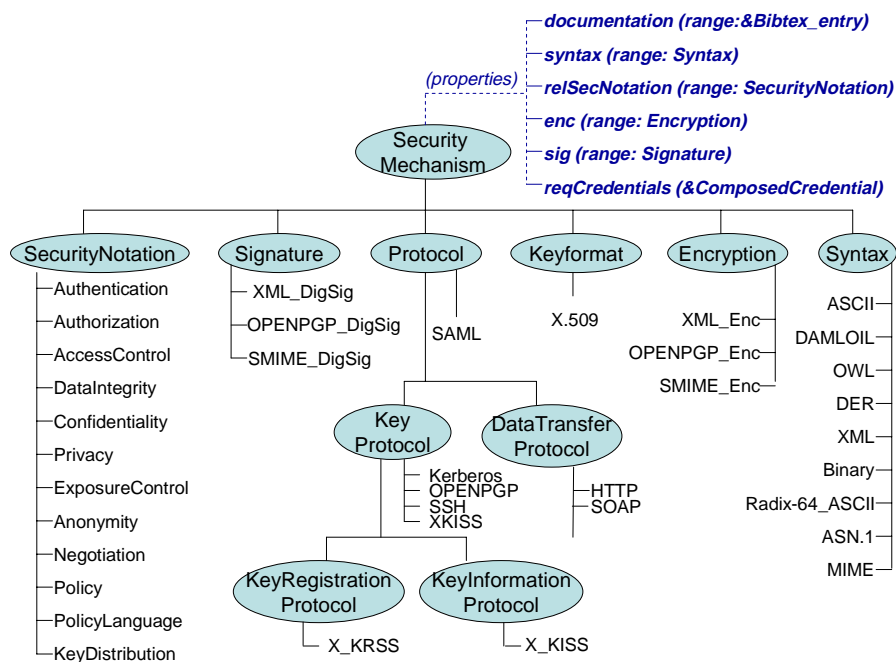 documentation (range:&Bibtex_entry)
syntax (range: Syntax)
(properties)
relSecNotation (range: SecurityNotation)
enc (range: Encryption)
sig (range: Signature)
reqCredentials (&ComposedCredential)
Security
Mechanism
SecurityNotation
Signature
Protocol
Keyformat
Encryption
Syntax
Authentication
Authorization
AccessControl
DataIntegrity
Confidentiality
Privacy
ExposureControl
Anonymity
Negotiation
Policy
PolicyLanguage
KeyDistribution
XML_DigSig
OPENPGP_DigSig
SMIME_DigSig
SAML
X.509
XML_Enc
OPENPGP_Enc
SMIME_Enc
ASCII
DAMLOIL
OWL
DER
XML
Binary
Radix-64_ASCII
ASN.1
MIME
Key
Protocol
DataTransfer
Protocol
Kerberos
OPENPGP
SSH
XKISS
HTTP
SOAP
KeyRegistration
Protocol
KeyInformation
Protocol
X_KRSS
X_KISS